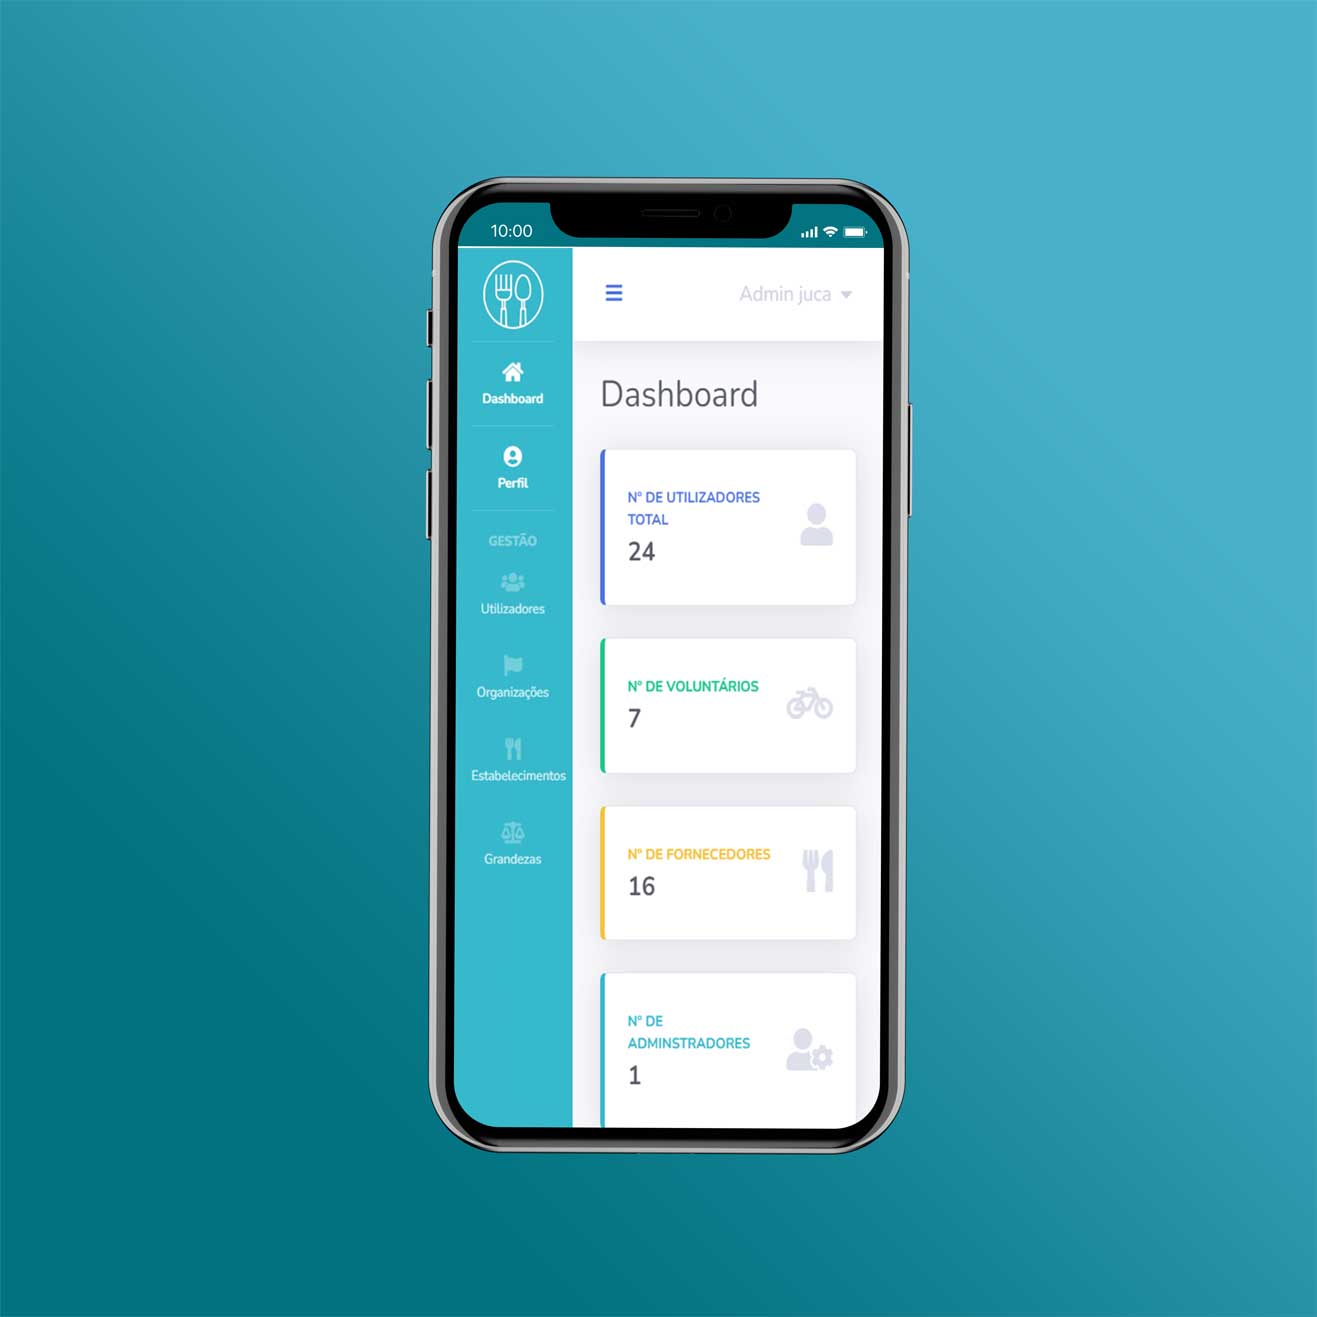 10:00
Admin juca
Dashboard
Perfil
GESTÃO
Utilizadores
Organizações
Estabelecimentos
Grandezas
Dashboard
Nº DE UTILIZADORES
TOTAL
24
Nº DE VOLUNTÁRIOS
7
Nº DE FORNECEDORES
16
Nº DE
ADMINSTRADORES
1